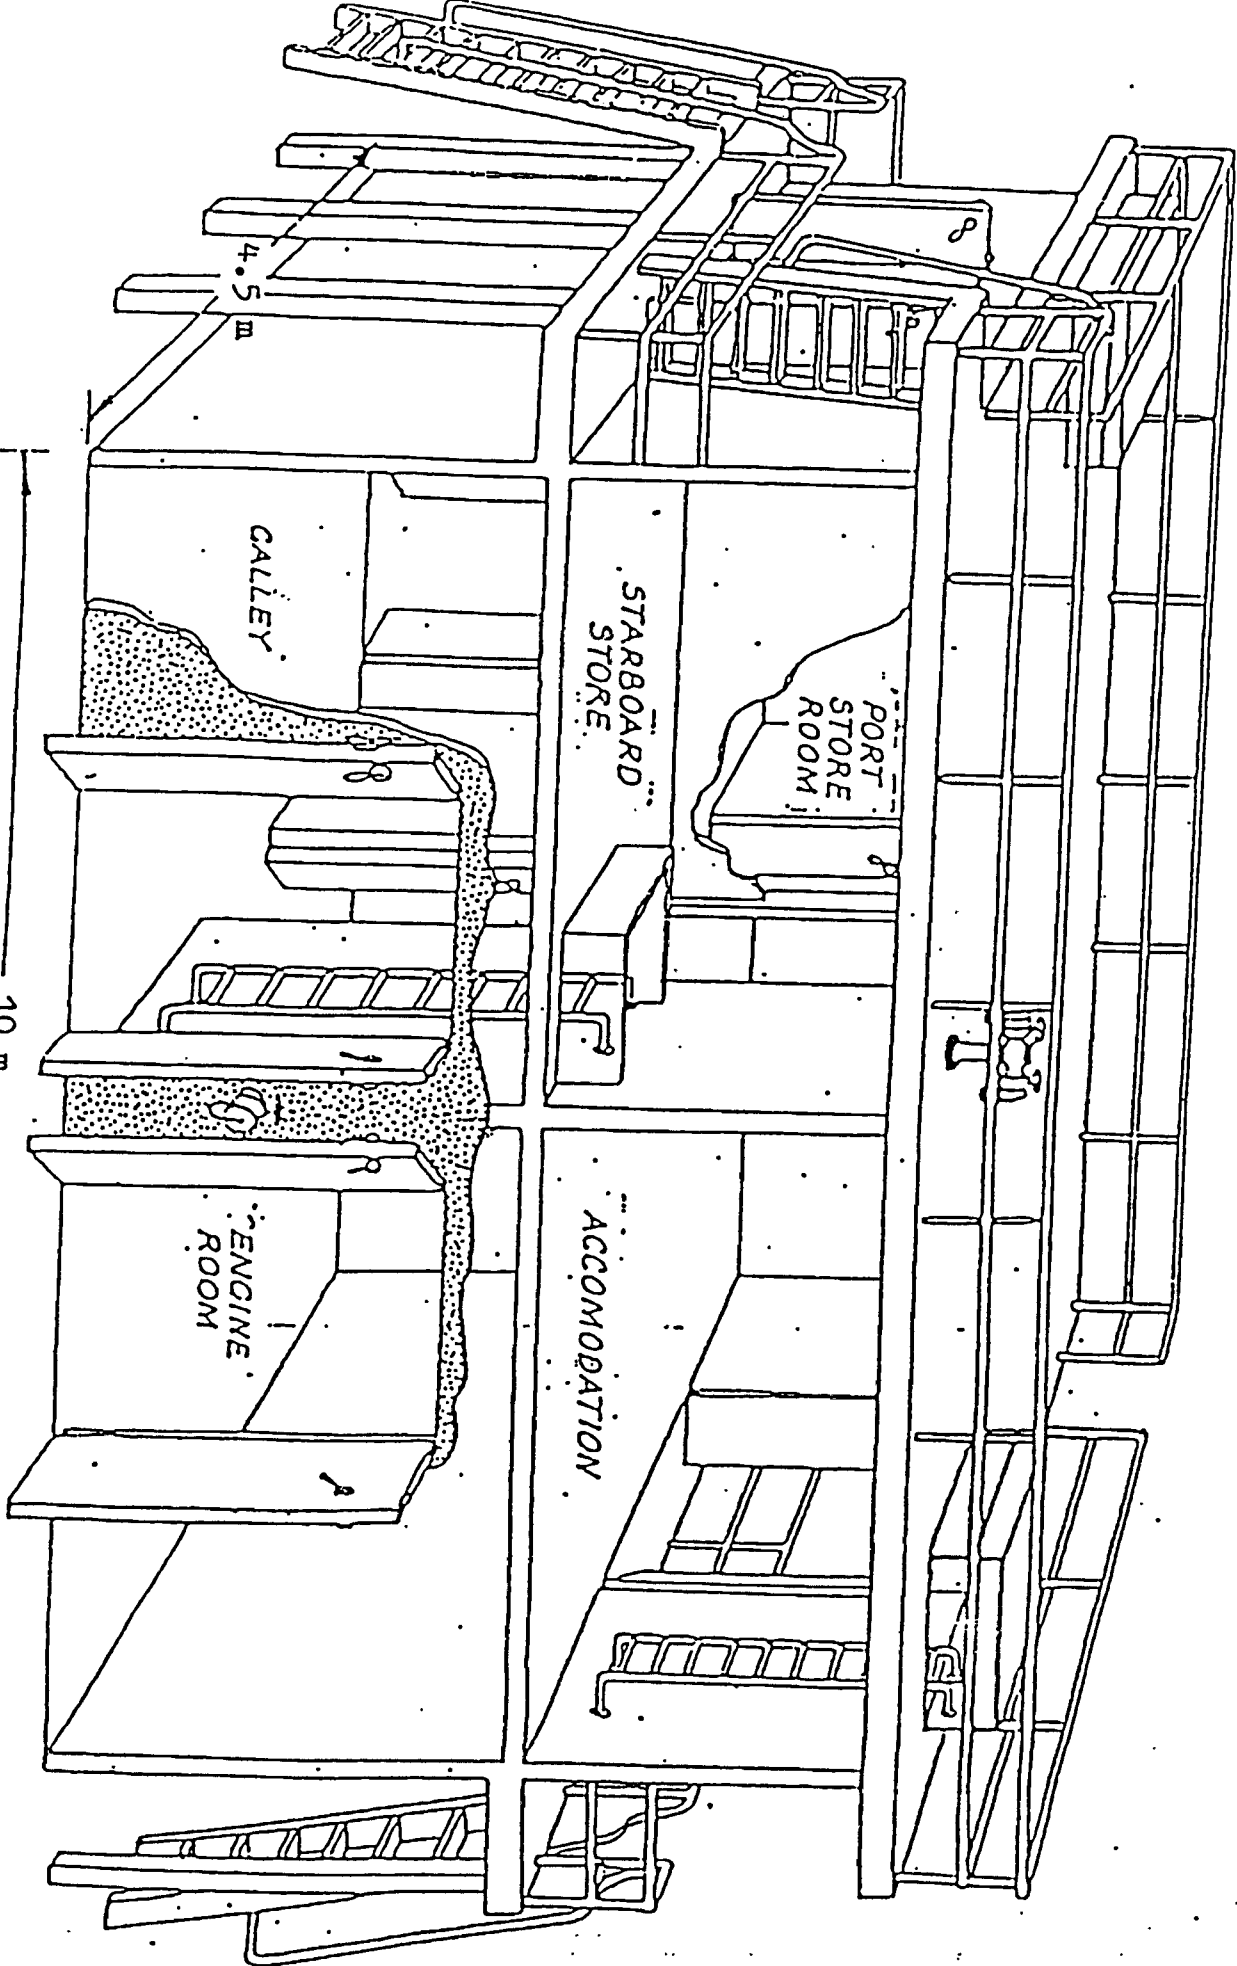 PORT
STORE
ROOM
STARBOARD
STORE
ACCOMODATION
GALLEY
ENGINE
ROOM
4.5 m
10 m